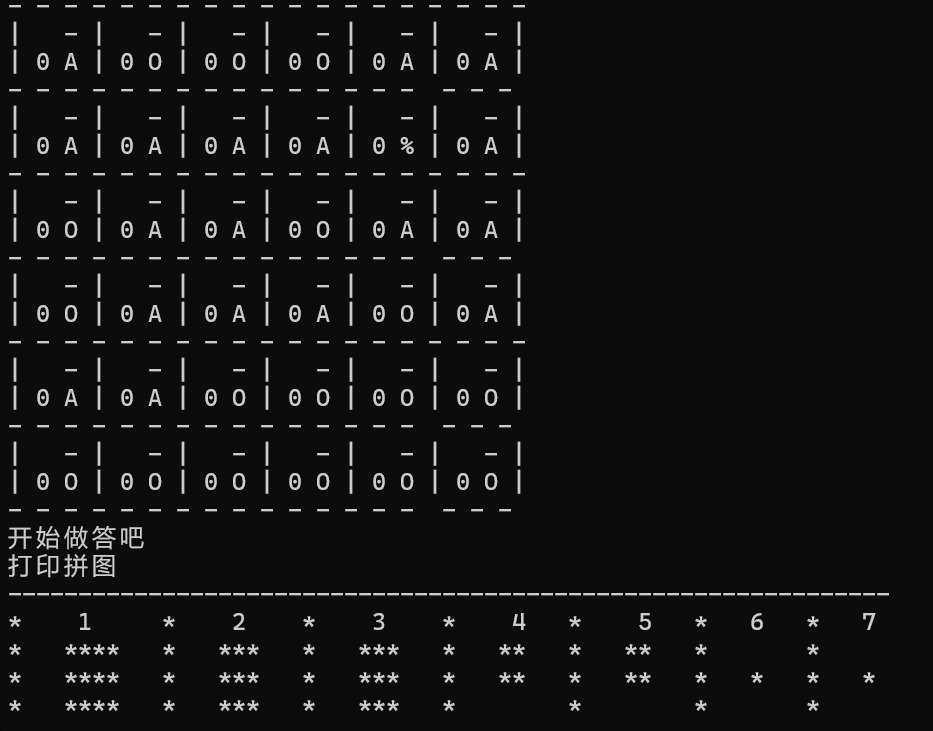 - - - - - - - - - - - - - - - - - - -
|   - |   - |   - |   - |   - |   - |
| 0 A | 0 O | 0 O | 0 O | 0 A | 0 A |
- - - - - - - - - - - - - - -  - - -
|   - |   - |   - |   - |   - |   - |
| 0 A | 0 A | 0 A | 0 A | 0 % | 0 A |
- - - - - - - - - - - - - - - - - - -
|   - |   - |   - |   - |   - |   - |
| 0 O | 0 A | 0 A | 0 O | 0 A | 0 A |
- - - - - - - - - - - - - - -  - - -
|   - |   - |   - |   - |   - |   - |
| 0 O | 0 A | 0 A | 0 A | 0 O | 0 A |
- - - - - - - - - - - - - - - - - - -
|   - |   - |   - |   - |   - |   - |
| 0 A | 0 A | 0 O | 0 O | 0 O | 0 O |
- - - - - - - - - - - - - - -  - - -
|   - |   - |   - |   - |   - |   - |
| 0 O | 0 O | 0 O | 0 O | 0 O | 0 O |
- - - - - - - - - - - - - - -  - - -
开始做答吧
打印拼图
---------------------------------------------------------------
*    1     *    2    *    3    *    4   *    5   *   6   *   7
*   ****   *   ***   *   ***   *   **   *   **   *       *
*   ****   *   ***   *   ***   *   **   *   **   *   *   *   *
*   ****   *   ***   *   ***   *        *        *       *